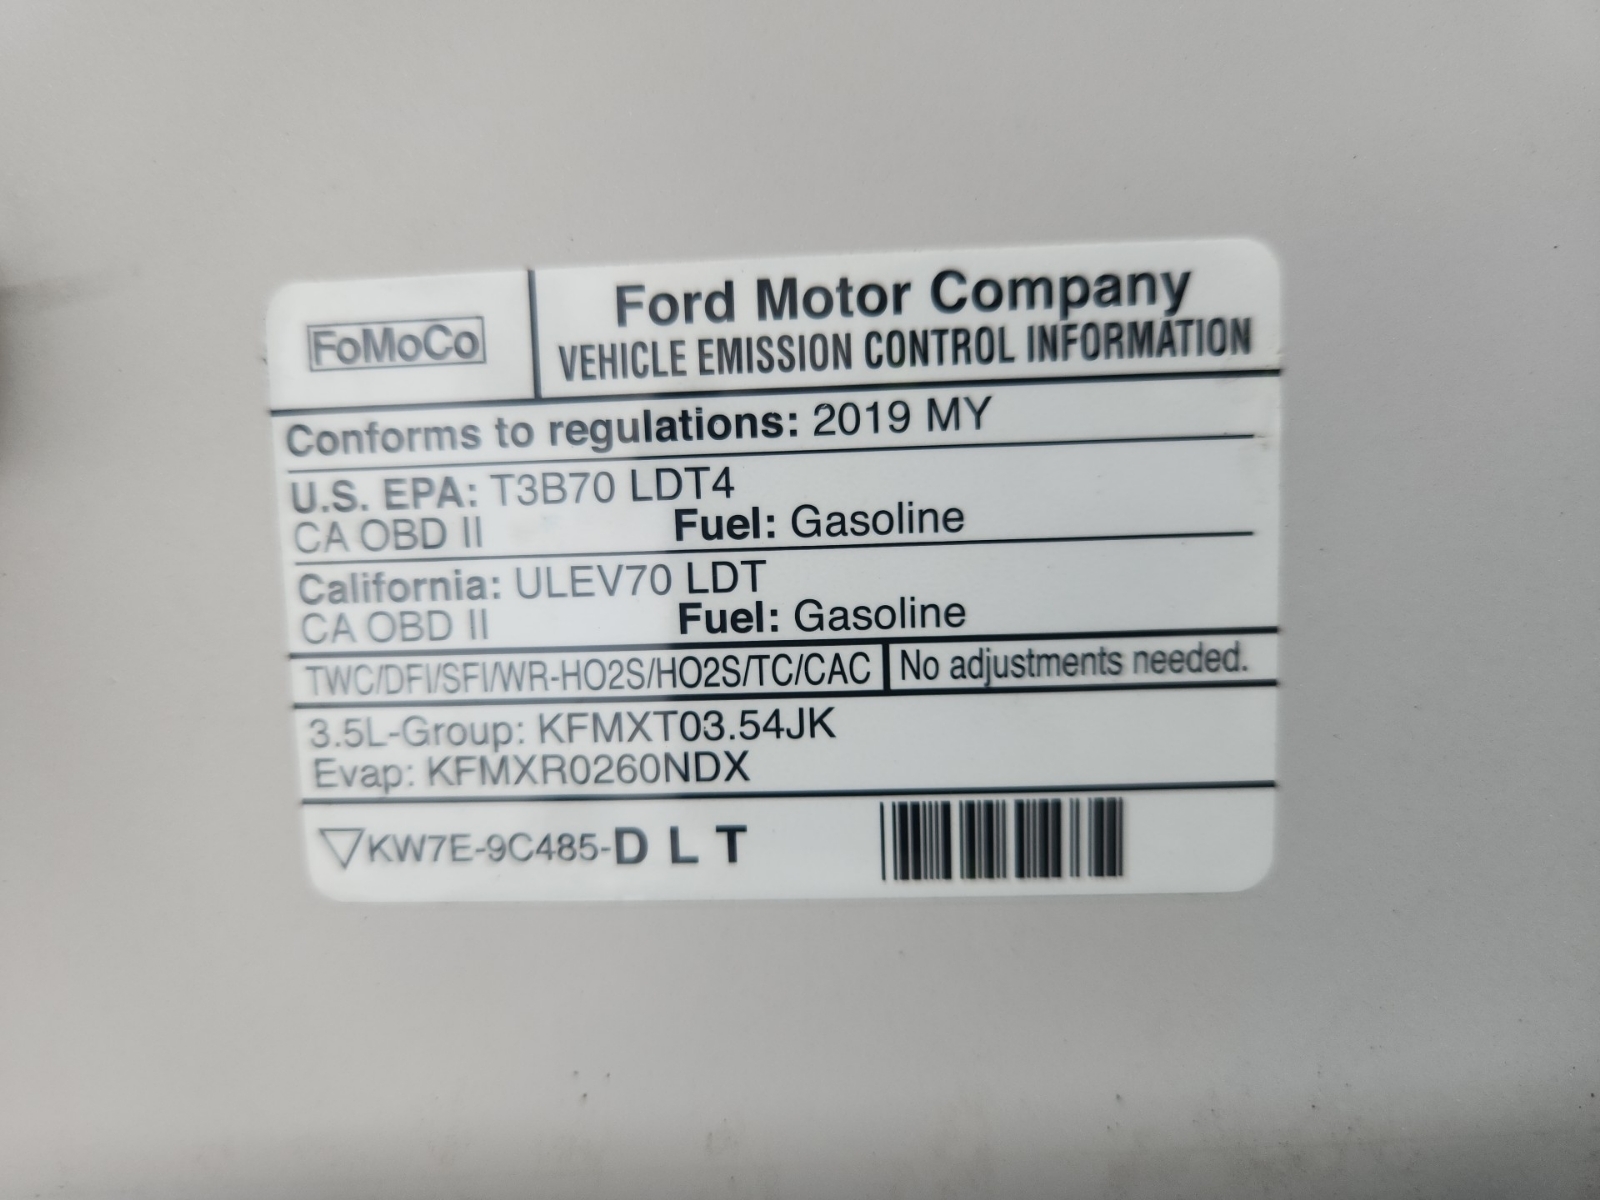 FoMoCo
Ford Motor Company
VEHICLE EMISSION CONTROL INFORMATION
Conforms to regulations: 2019 MY
U.S. EPA: T3B70 LDT4
CA OBD II Fuel: Gasoline
California: ULEV70 LDT
CA OBD II Fuel: Gasoline
TWC/DFI/SFI/WR-HO2S/HO2S/TC/CAC No adjustments needed.
3.5L-Group: KFMXT03.54JK
Evap: KFMXR0260NDX
▽KW7E-9C485-D L T